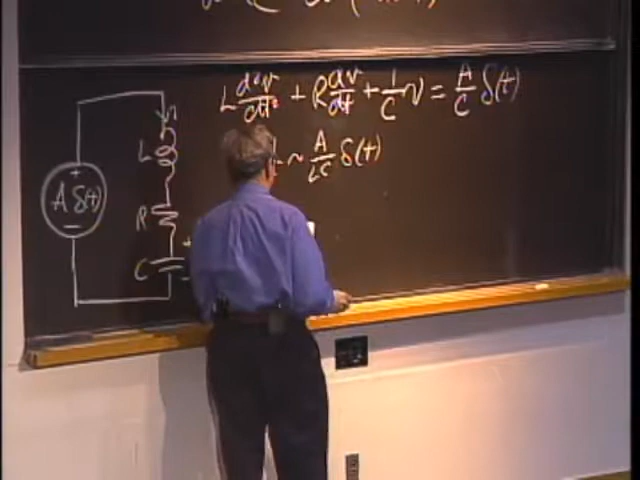 L d²v/dt² + R dv/dt + 1/C v = A/C δ(t)
~ A/LC δ(t)
L
A δ(t)
R
C